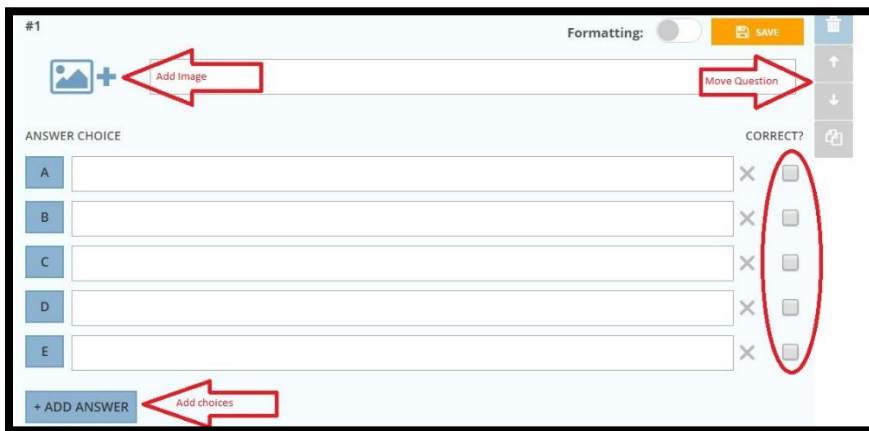 #1
Formatting:
SAVE
Add Image
Move Question
ANSWER CHOICE
CORRECT?
A
B
C
D
E
+ ADD ANSWER
Add choices